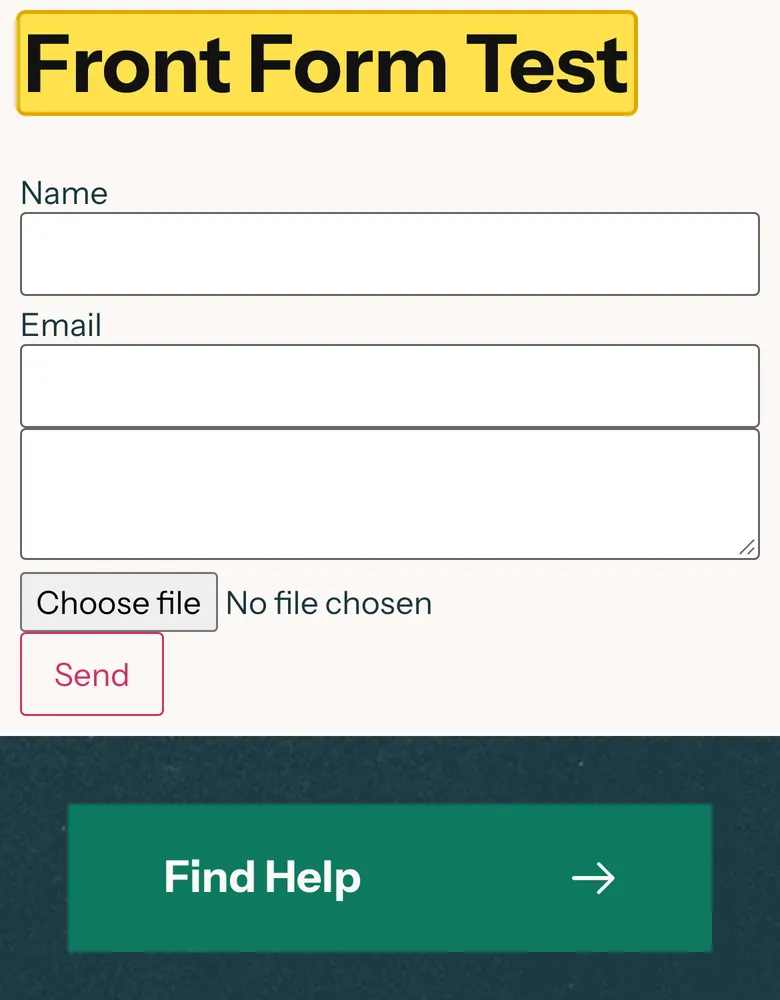 Front Form Test
Name
Email
Choose file No file chosen
Send
Find Help